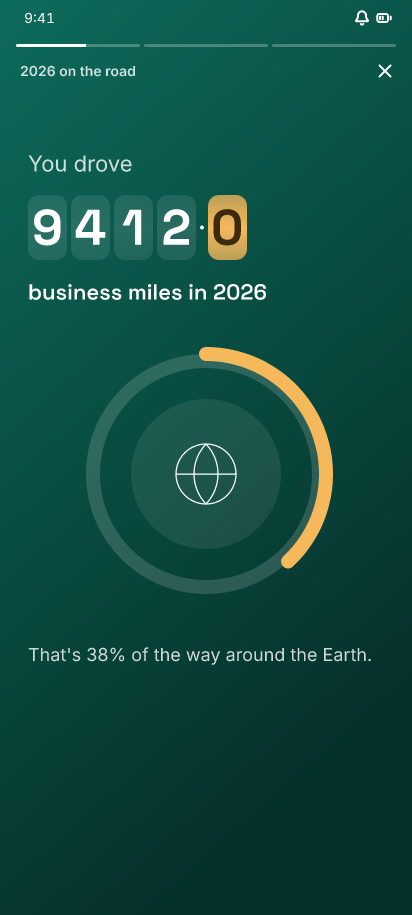 9:41
2026 on the road
You drove
9412·0
business miles in 2026
That's 38% of the way around the Earth.